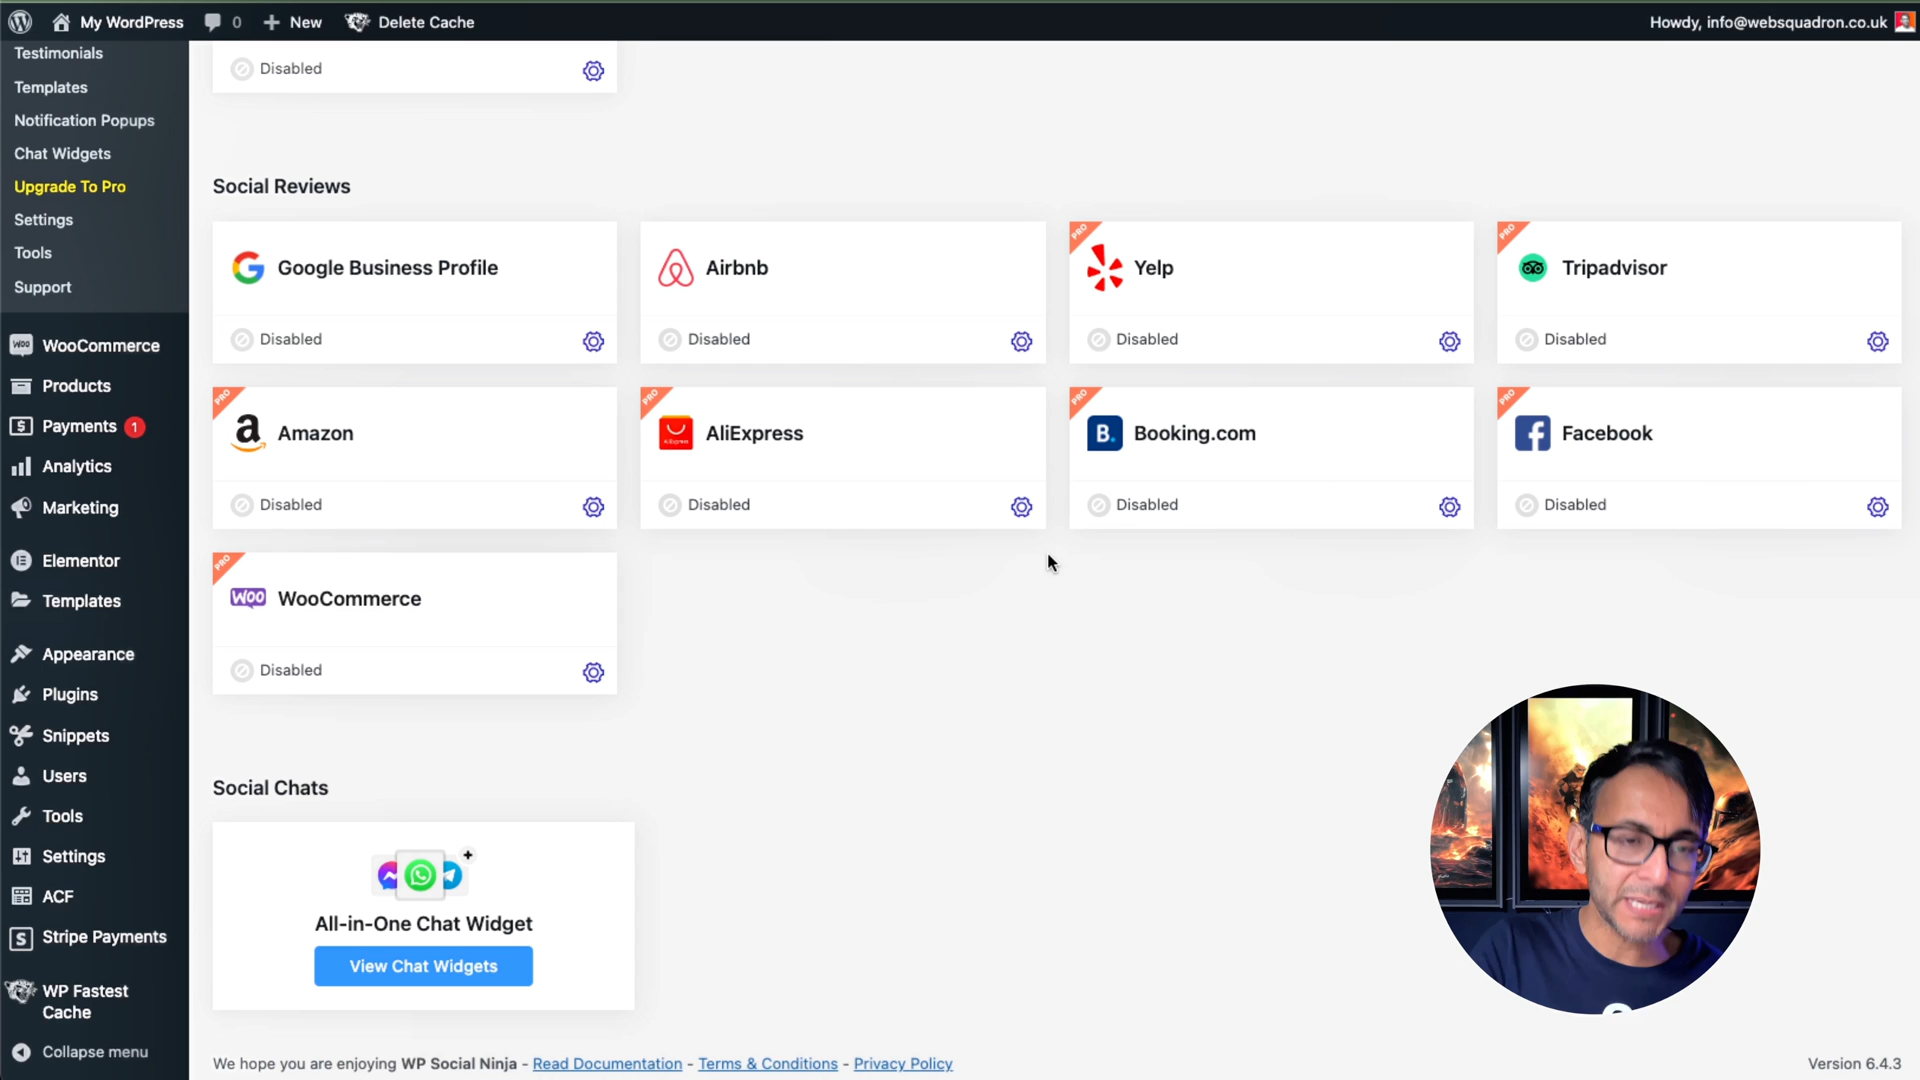 My WordPress
0
New
Delete Cache
Howdy, info@websquadron.co.uk
Testimonials
Templates
Notification Popups
Chat Widgets
Upgrade To Pro
Settings
Tools
Support
WooCommerce
Products
Payments 1
Analytics
Marketing
Elementor
Templates
Appearance
Plugins
Snippets
Users
Tools
Settings
ACF
Stripe Payments
WP Fastest
Cache
Collapse menu
Disabled
Social Reviews
Google Business Profile
Disabled
Airbnb
Disabled
PRO
Yelp
Disabled
PRO
Tripadvisor
Disabled
PRO
Amazon
Disabled
PRO
AliExpress
Disabled
PRO
B.
Booking.com
Disabled
PRO
Facebook
Disabled
PRO
WOO
WooCommerce
Disabled
Social Chats
All-in-One Chat Widget
View Chat Widgets
We hope you are enjoying WP Social Ninja - Read Documentation - Terms & Conditions - Privacy Policy
Version 6.4.3